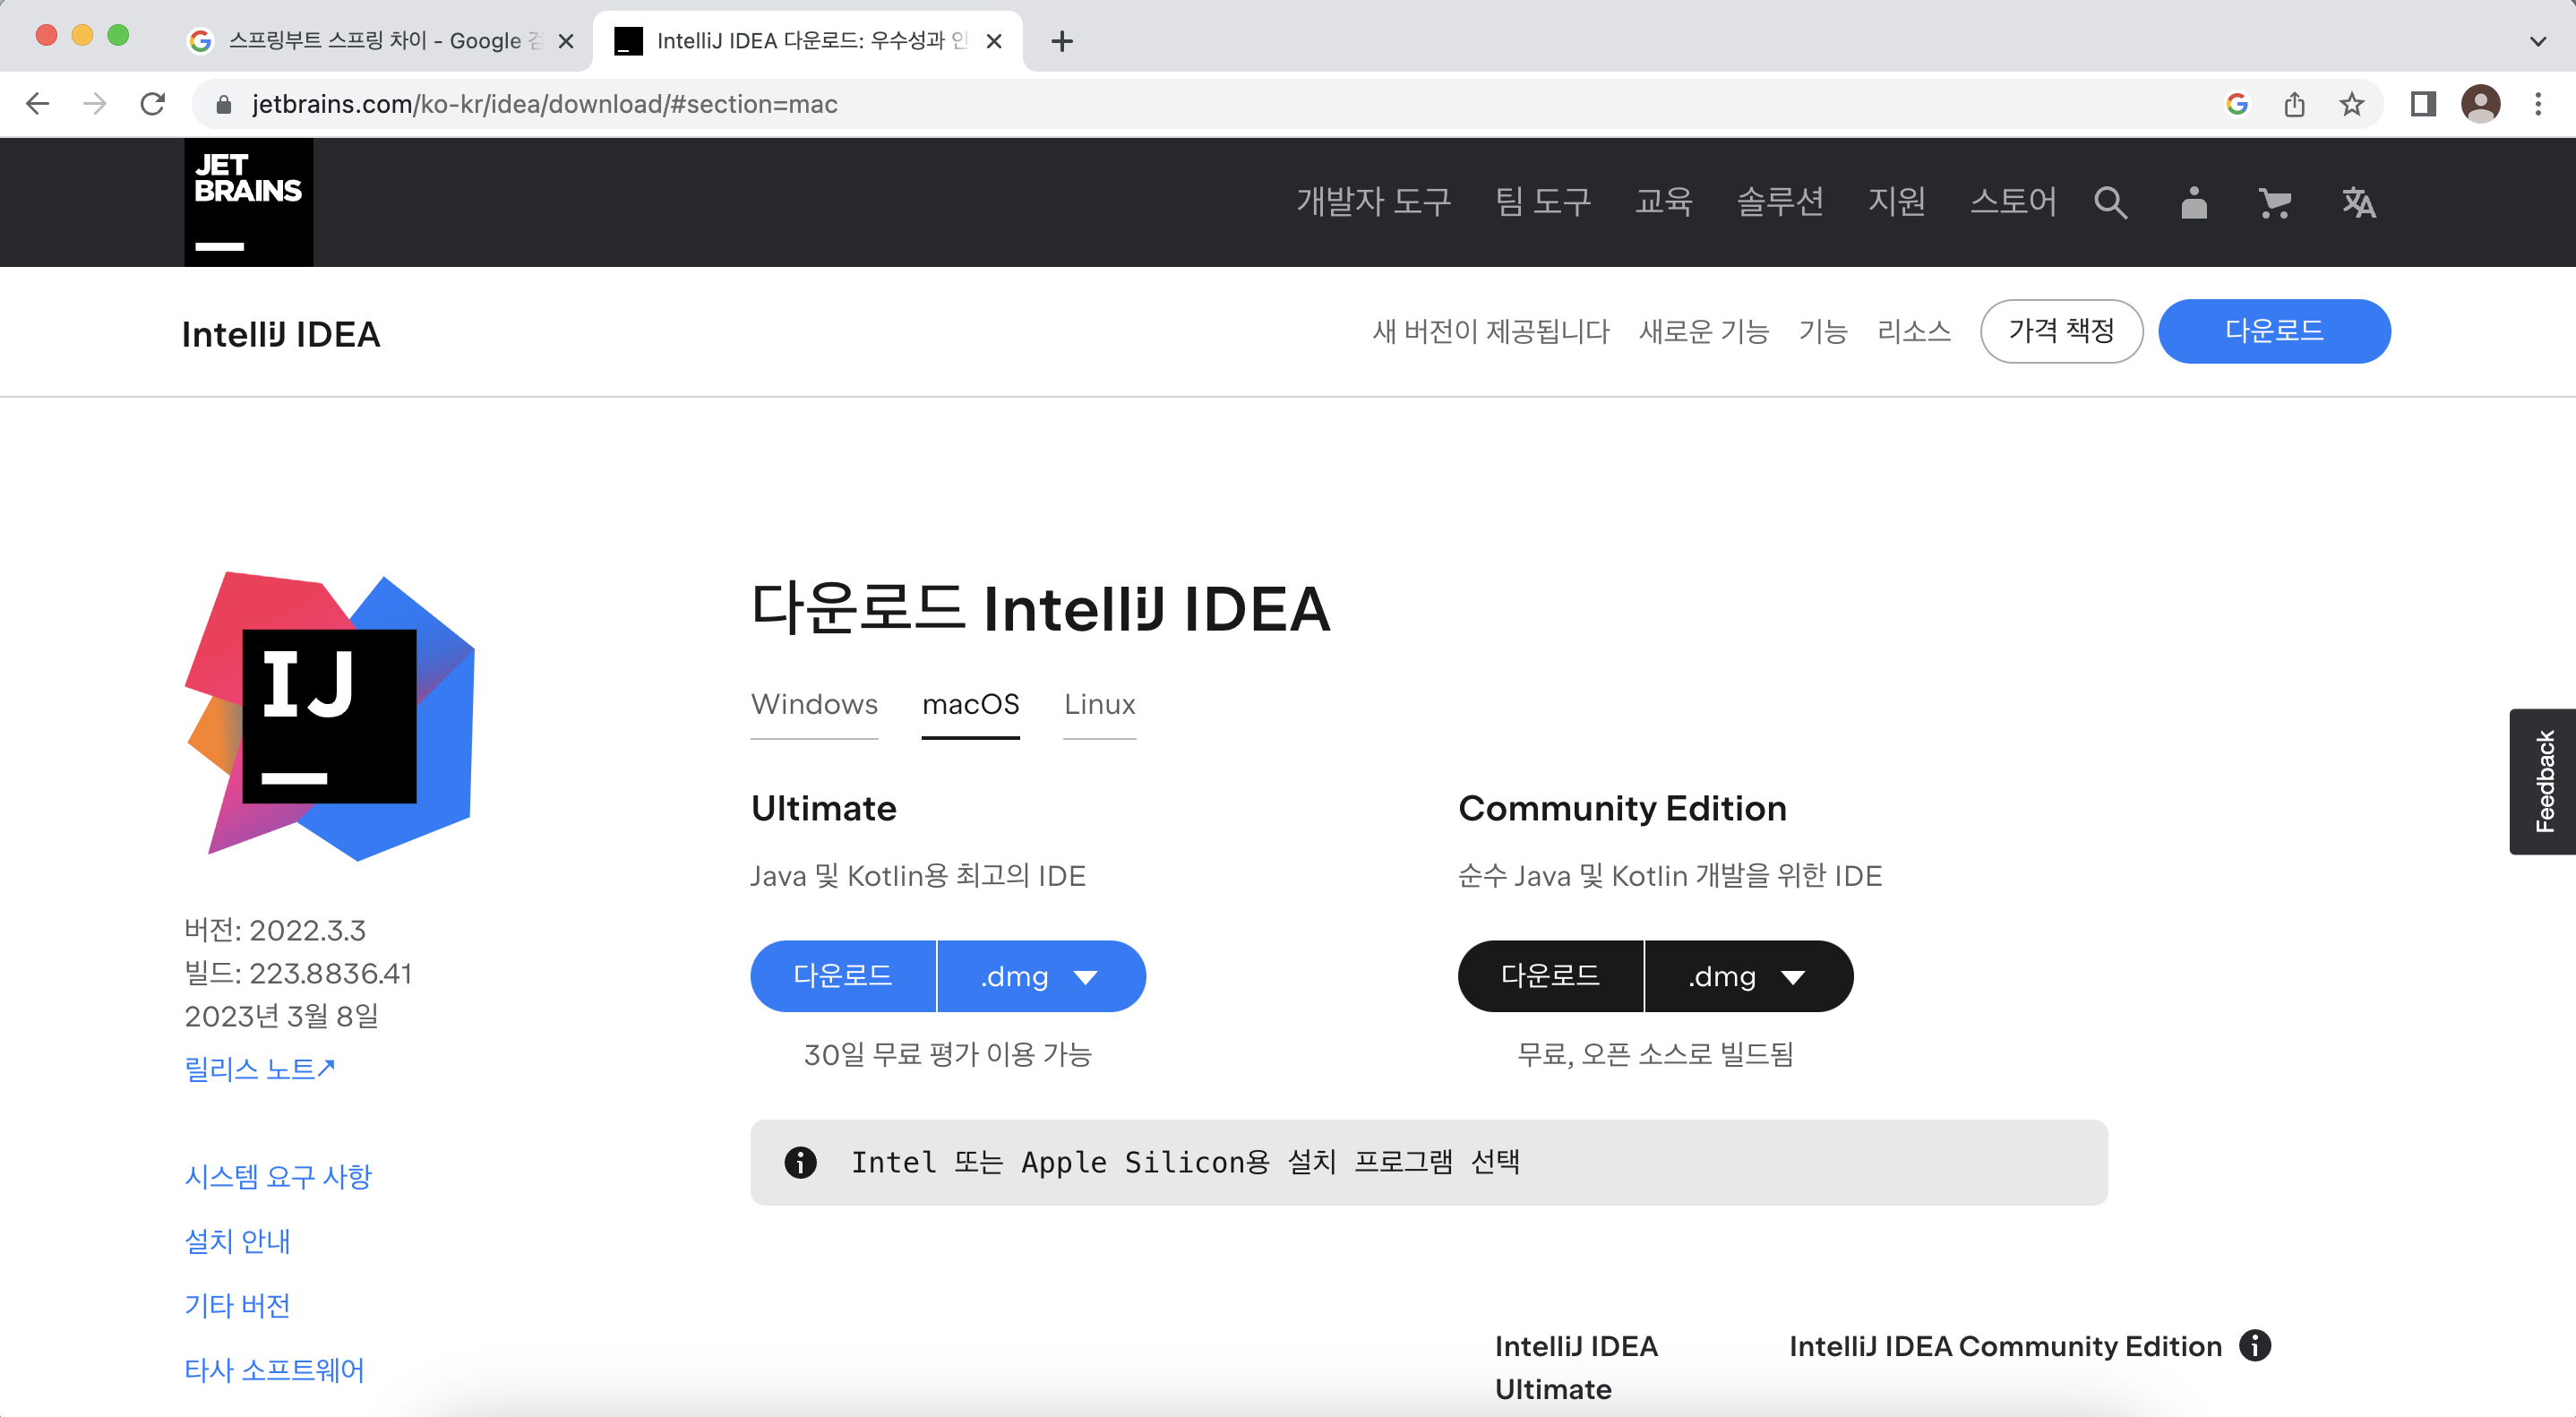 스프링부트 스프링 차이 - Google 검
IntelliJ IDEA 다운로드: 우수성과 인
jetbrains.com/ko-kr/idea/download/#section=mac
JET
BRAINS
개발자 도구 팀 도구 교육 솔루션 지원 스토어
IntelliJ IDEA
새 버전이 제공됩니다 새로운 기능 기능 리소스 가격 책정 다운로드
IJ
다운로드 IntelliJ IDEA
Windows macOS Linux
Ultimate
Java 및 Kotlin용 최고의 IDE
다운로드 .dmg
30일 무료 평가 이용 가능
Community Edition
순수 Java 및 Kotlin 개발을 위한 IDE
다운로드 .dmg
무료, 오픈 소스로 빌드됨
Feedback
버전: 2022.3.3
빌드: 223.8836.41
2023년 3월 8일
릴리스 노트↗
시스템 요구 사항
설치 안내
기타 버전
타사 소프트웨어
Intel 또는 Apple Silicon용 설치 프로그램 선택
IntelliJ IDEA
Ultimate
IntelliJ IDEA Community Edition